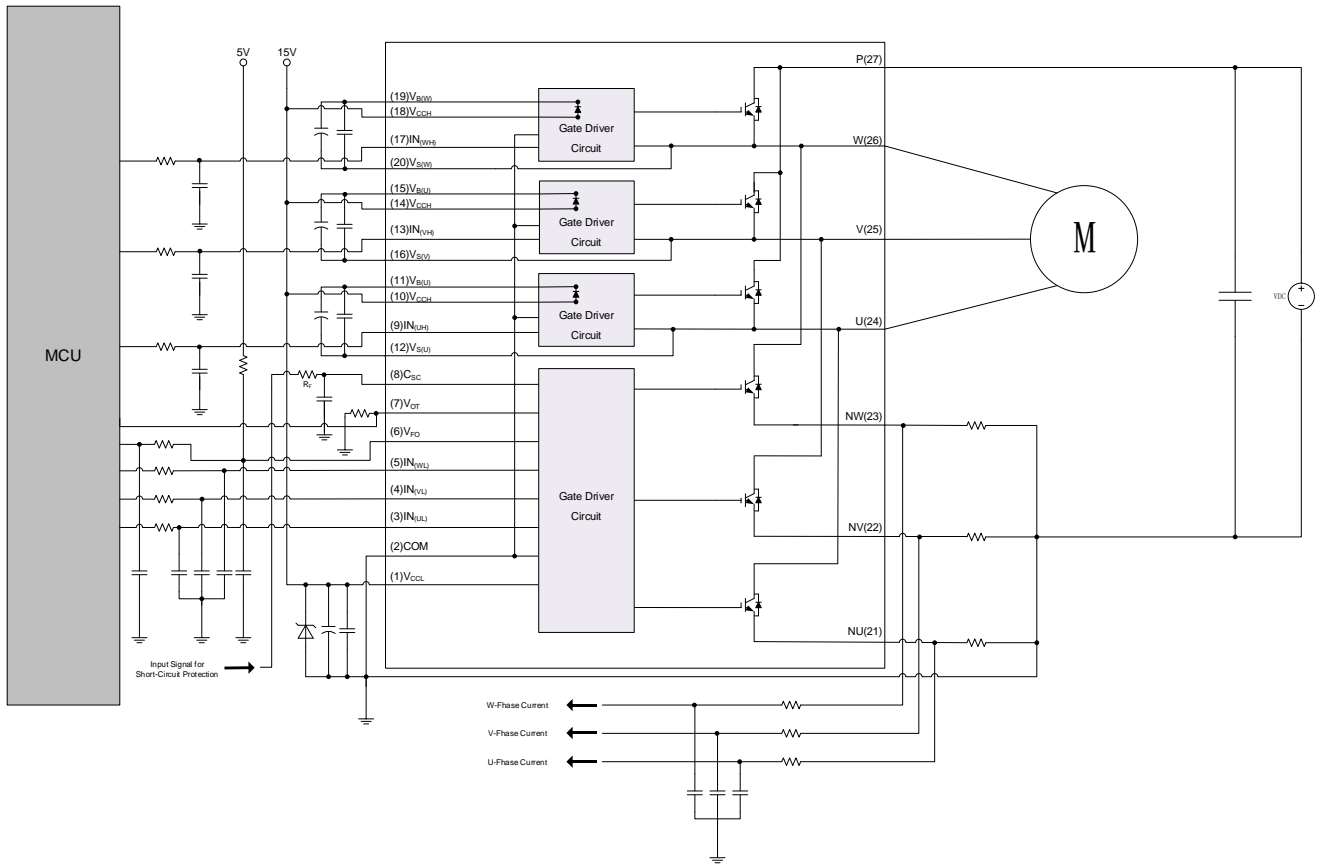 5V
15V
P(27)
(19)VB(W)
(18)VCCH
Gate Driver
Circuit
(17)IN(WH)
W(26)
(20)VS(W)
(15)VB(U)
(14)VCCH
Gate Driver
Circuit
(13)IN(VH)
V(25)
M
(16)VS(V)
(11)VB(U)
(10)VCCH
VDC
Gate Driver
Circuit
(9)IN(UH)
U(24)
(12)VS(U)
MCU
RF
(8)CSC
(7)VOT
(6)VFO
NW(23)
(5)IN(WL)
(4)IN(VL)
Gate Driver
Circuit
(3)IN(UL)
NV(22)
(2)COM
(1)VCCL
NU(21)
Input Signal for
Short-Circuit Protection
W-Fhase Current
V-Fhase Current
U-Fhase Current